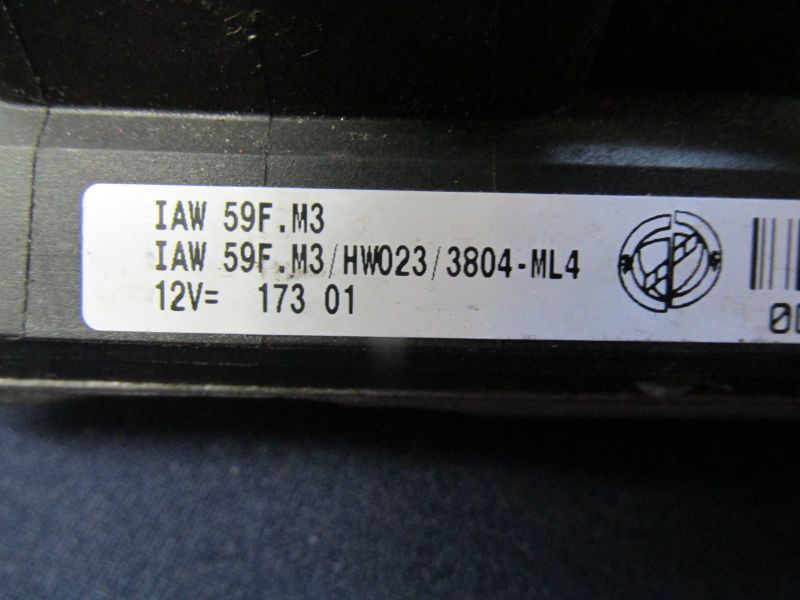 IAW 59F.M3
IAW 59F.M3/HW023/3804-ML4
12V= 173 01